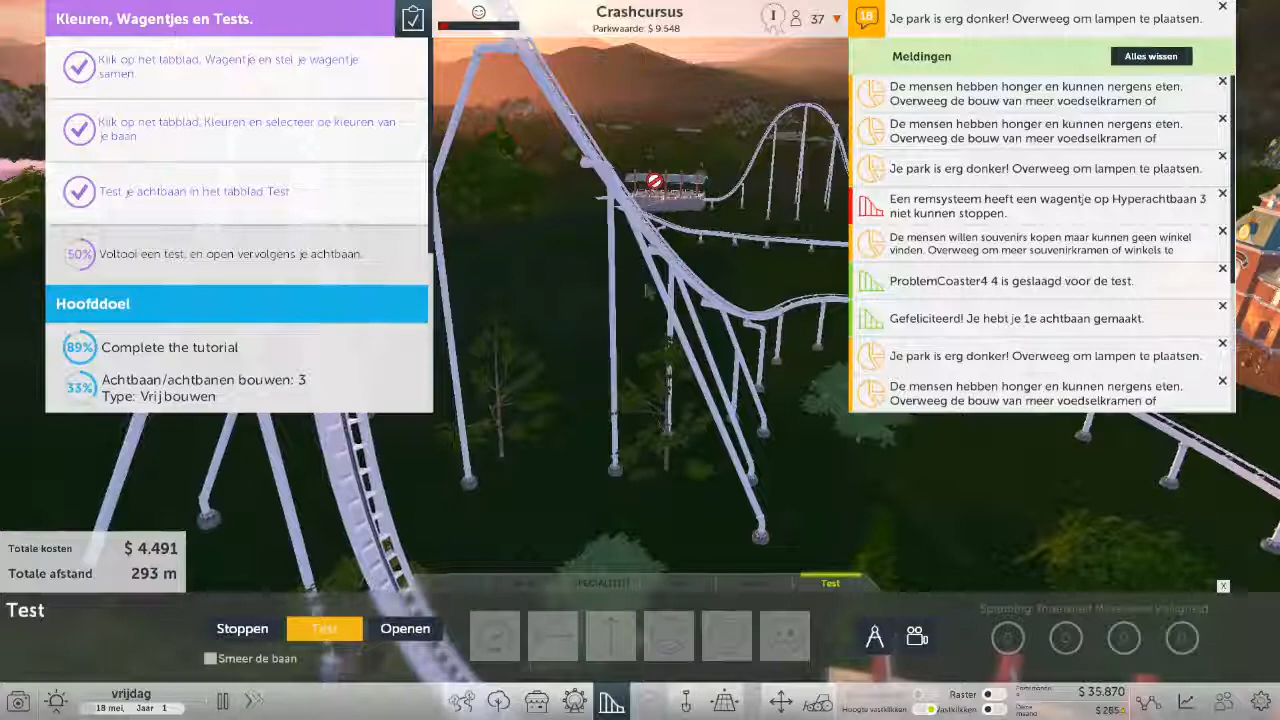 Kleuren, Wagentjes en Tests.
Klik op het tabblad, Wagentje en stel je wagentje
samen.
Klik op het tabblad, Kleuren en selecteer de kleuren van
je baan
Test je achtbaan in het tabblad Test
50% Voltooi een test, en open vervolgens je achtbaan.
Hoofddoel
89% Complete the tutorial
33% Achtbaan/achtbanen bouwen: 3
Type: Vrij bouwen
Crashcursus
Parkwaarde: $ 9.548
37
18
Je park is erg donker! Overweeg om lampen te plaatsen.
Meldingen
Alles wissen
De mensen hebben honger en kunnen nergens eten.
Overweeg de bouw van meer voedselkramen of
De mensen hebben honger en kunnen nergens eten.
Overweeg de bouw van meer voedselkramen of
Je park is erg donker! Overweeg om lampen te plaatsen.
Een remsysteem heeft een wagentje op Hyperachtbaan 3
niet kunnen stoppen.
De mensen willen souvenirs kopen maar kunnen geen winkel
vinden. Overweeg om meer souvenirkramen of winkels te
ProblemCoaster4 4 is geslaagd voor de test.
Gefeliciteerd! Je hebt je 1e achtbaan gemaakt.
Je park is erg donker! Overweeg om lampen te plaatsen.
De mensen hebben honger en kunnen nergens eten.
Overweeg de bouw van meer voedselkramen of
Totale kosten $ 4.491
Totale afstand 293 m
SPECIALITEIT
Test
X
Test
Stoppen
Test
Openen
Smeer de baan
vrijdag
18 mei, Jaar 1
Raster
Hoogte vastklikken
Vastklikken
$ 35.870
Deze
maand